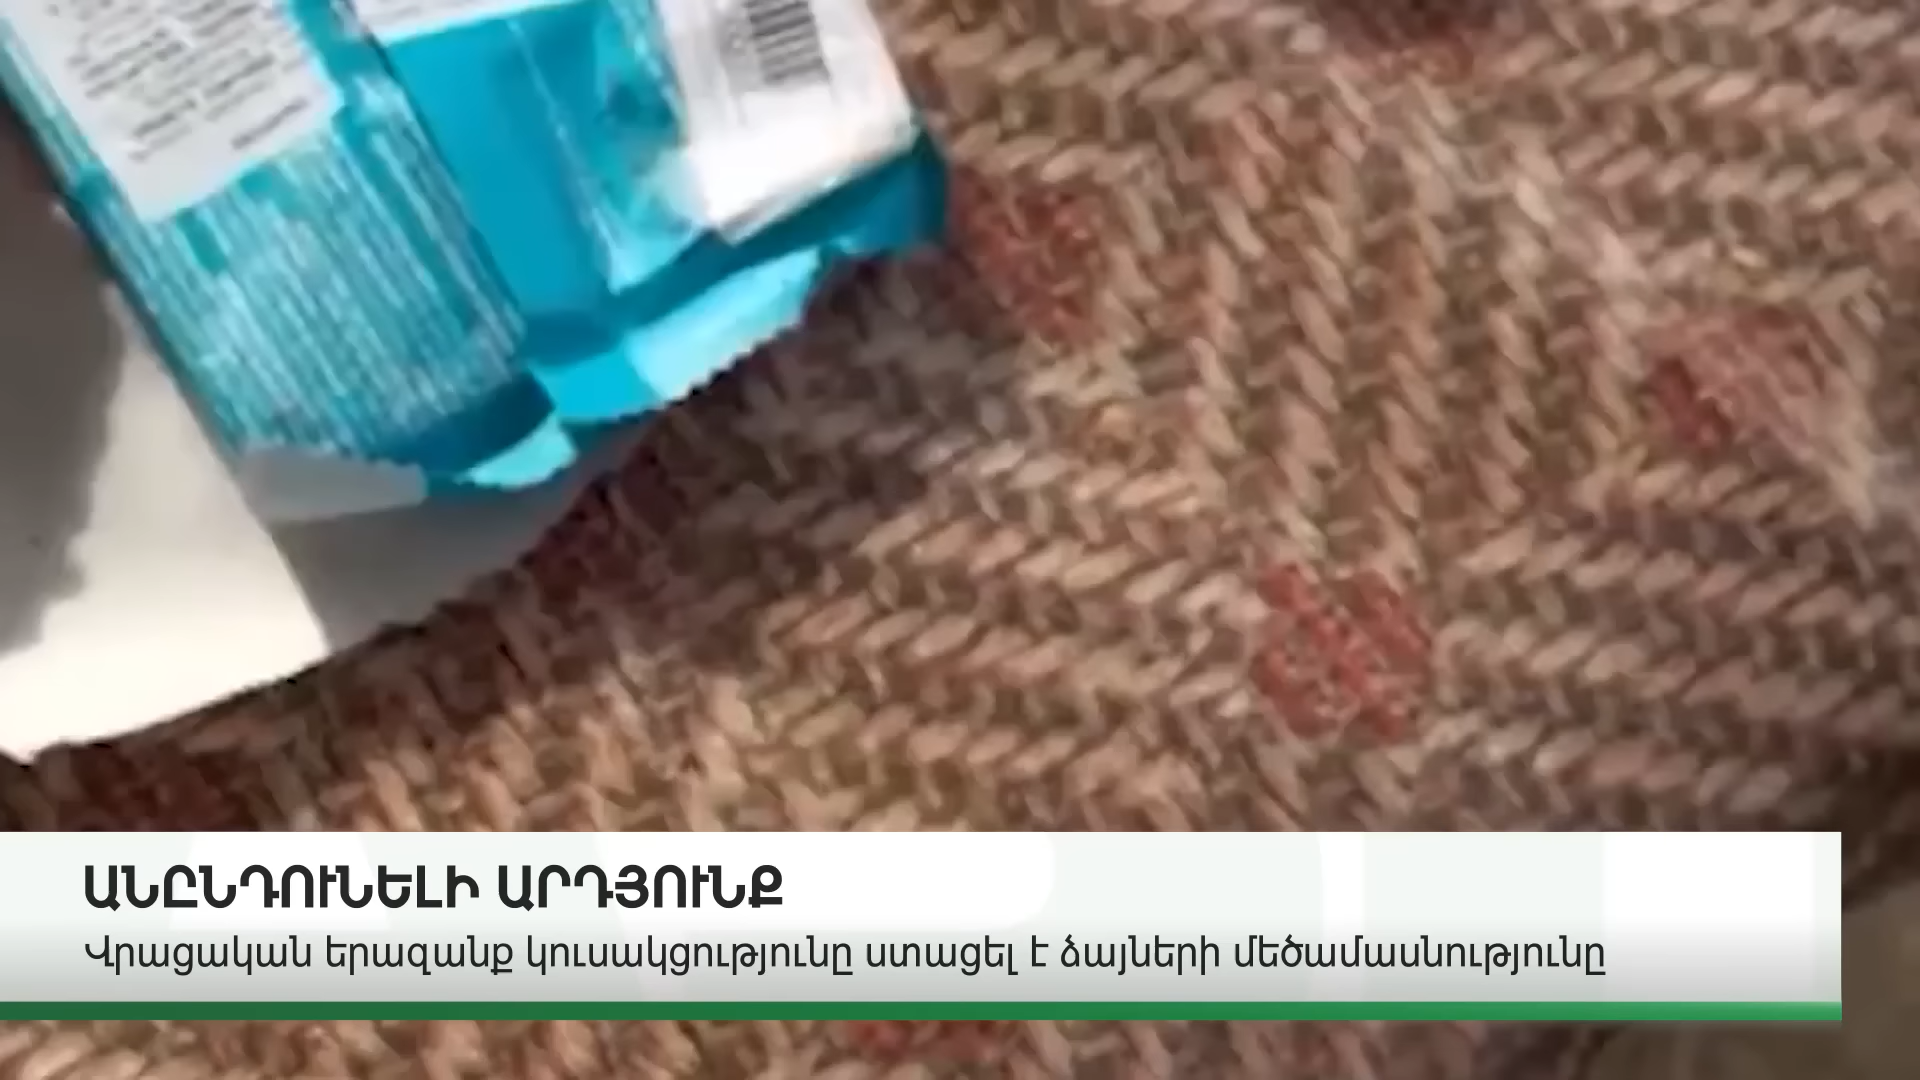 ԱՆԸՆԴՈՒՆԵԼԻ ԱՐԴՅՈՒՆՔ
Վրացական երազանք կուսակցությունը ստացել է ձայների մեծամասնությունը